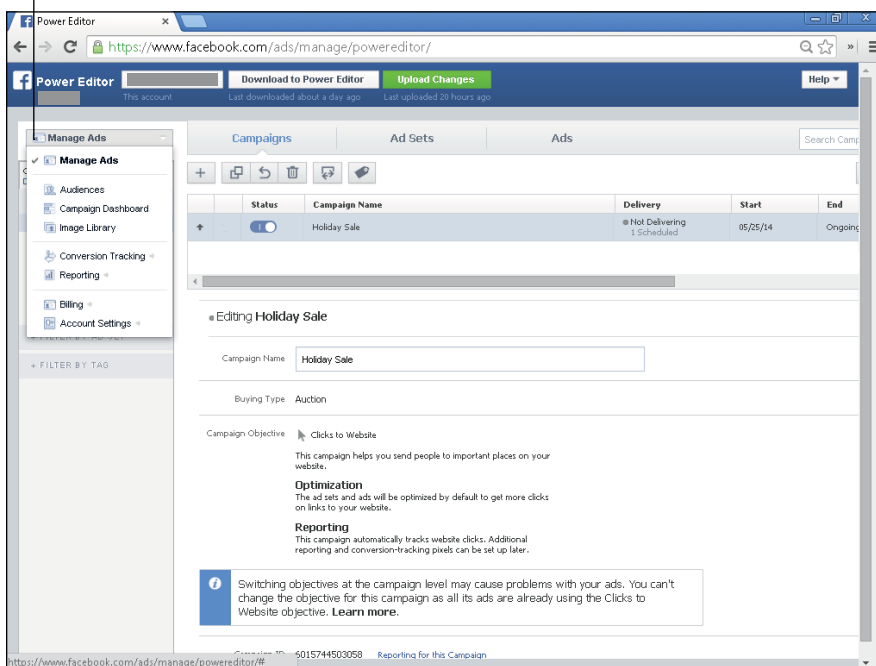 Power Editor
https://www.facebook.com/ads/manage/powereditor/
Power Editor
This account
Download to Power Editor
Last downloaded about a day ago
Upload Changes
Last uploaded 20 hours ago
Help
Manage Ads
Campaigns
Ad Sets
Ads
Search Camp
Manage Ads
Audiences
Campaign Dashboard
Image Library
Conversion Tracking
Reporting
Billing
Account Settings
+ FILTER BY AD SET
+ FILTER BY TAG
Status
Campaign Name
Delivery
Start
End
Holiday Sale
Not Delivering
1 Scheduled
05/25/14
Ongoing
Editing Holiday Sale
Campaign Name
Holiday Sale
Buying Type
Auction
Campaign Objective
Clicks to Website
This campaign helps you send people to important places on your
website.
Optimization
The ad sets and ads will be optimized by default to get more clicks
on links to your website.
Reporting
This campaign automatically tracks website clicks. Additional
reporting and conversion-tracking pixels can be set up later.
Switching objectives at the campaign level may cause problems with your ads. You can't
change the objective for this campaign as all its ads are already using the Clicks to
Website objective. Learn more.
Campaign ID
6015744503058
Reporting for this Campaign
https://www.facebook.com/ads/manage/powereditor/#